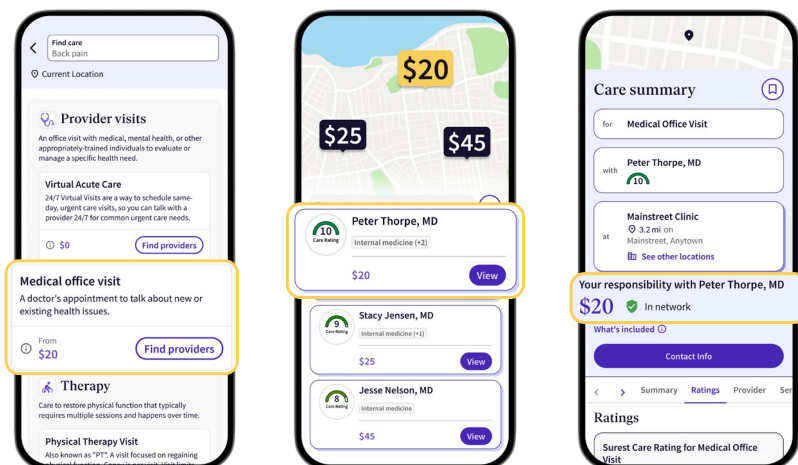 Find care
Back pain
Current Location
Provider visits
An office visit with medical, mental health, or other
appropriately-trained individuals to evaluate or
manage a specific health need.
Virtual Acute Care
24/7 Virtual Visits are a way to schedule same-
day, urgent care visits, so you can talk with a
provider 24/7 for common urgent care needs.
$0
Find providers
Medical office visit
A doctor's appointment to talk about new or
existing health issues.
From
$20
Find providers
Therapy
Care to restore physical function that typically
requires multiple sessions and happens over time.
Physical Therapy Visit
Also known as "PT". A visit focused on regaining
$20
$25
$45
10
Care Rating
Peter Thorpe, MD
Internal medicine (+2)
$20
View
9
Care Rating
Stacy Jensen, MD
Internal medicine (+1)
$25
View
8
Care Rating
Jesse Nelson, MD
Internal medicine
$45
View
Care summary
for
Medical Office Visit
with
Peter Thorpe, MD
10
at
Mainstreet Clinic
3.2 mi on
Mainstreet, Anytown
See other locations
Your responsibility with Peter Thorpe, MD
$20 In network
What's included
Contact Info
Summary Ratings Provider Ser
Ratings
Surest Care Rating for Medical Office
Visit